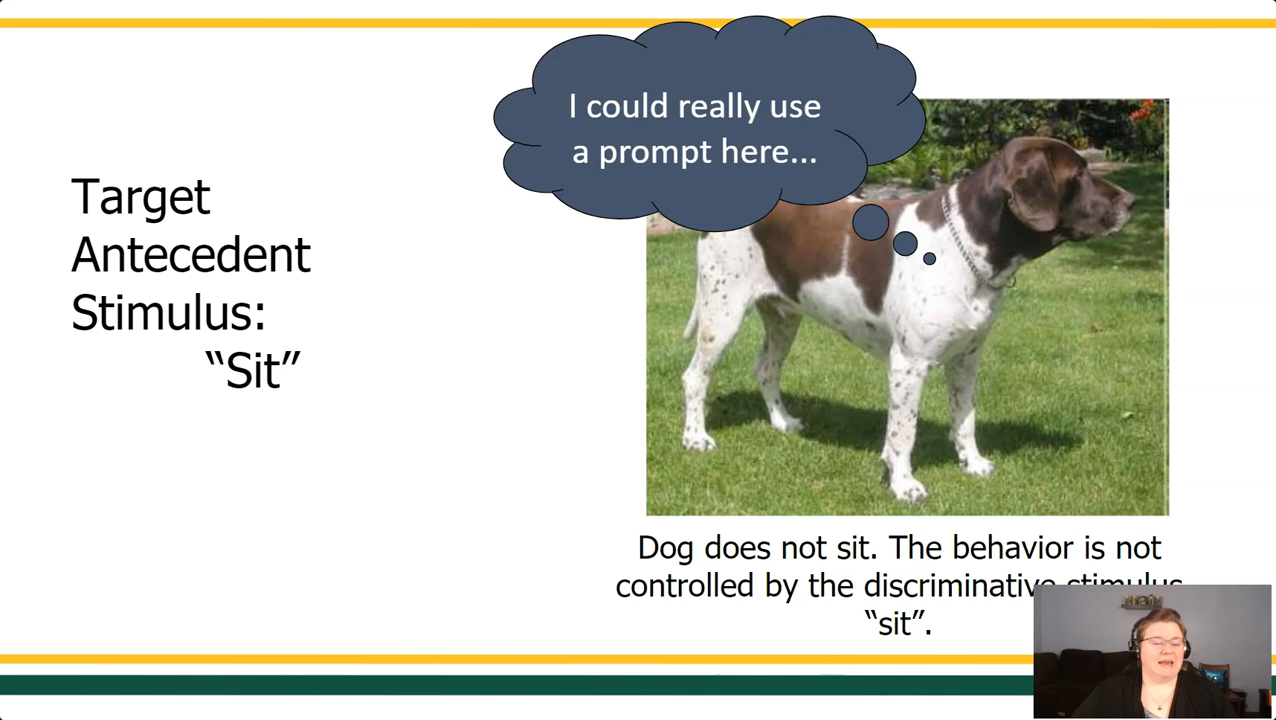 I could really use
a prompt here...
Target
Antecedent
Stimulus:
“Sit”
Dog does not sit. The behavior is not
controlled by the discriminative stimulus
“sit”.